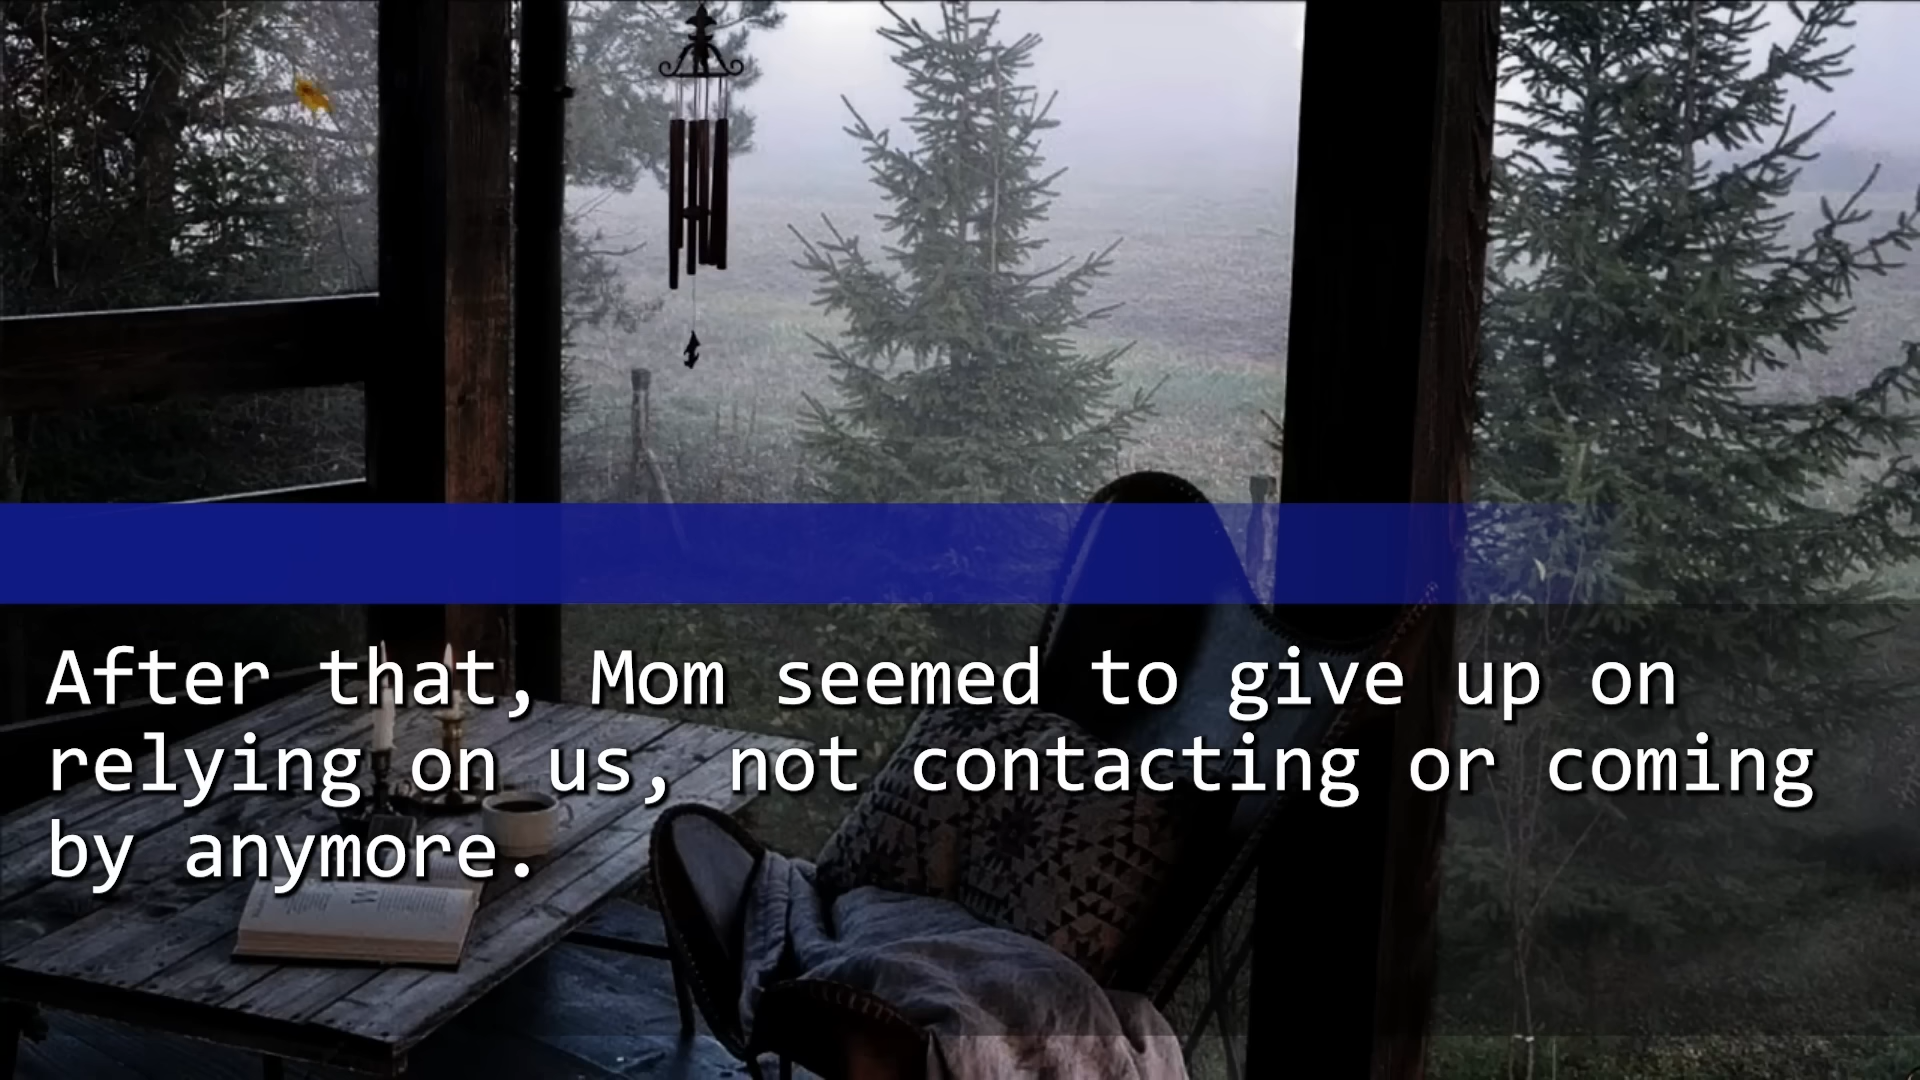 After that, Mom seemed to give up on
relying on us, not contacting or coming
by anymore.